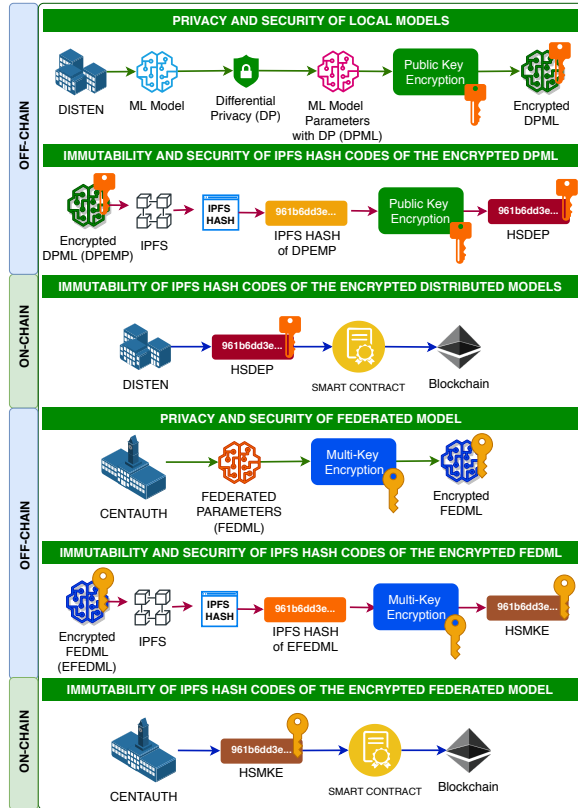 PRIVACY AND SECURITY OF LOCAL MODELS
DISTEN
ML Model
Differential
Privacy (DP)
ML Model
Parameters
with DP (DPML)
Public Key
Encryption
Encrypted
DPML
OFF-CHAIN
IMMUTABILITY AND SECURITY OF IPFS HASH CODES OF THE ENCRYPTED DPML
Encrypted
DPML (DPEMP)
IPFS
IPFS
HASH
961b6dd3e...
IPFS HASH
of DPEMP
Public Key
Encryption
961b6dd3e...
HSDEP
ON-CHAIN
IMMUTABILITY OF IPFS HASH CODES OF THE ENCRYPTED DISTRIBUTED MODELS
DISTEN
961b6dd3e...
HSDEP
SMART CONTRACT
Blockchain
OFF-CHAIN
PRIVACY AND SECURITY OF FEDERATED MODEL
CENTAUTH
FEDERATED
PARAMETERS
(FEDML)
Multi-Key
Encryption
Encrypted
FEDML
IMMUTABILITY AND SECURITY OF IPFS HASH CODES OF THE ENCRYPTED FEDML
Encrypted
FEDML
(EFEDML)
IPFS
IPFS
HASH
961b6dd3e...
IPFS HASH
of EFEDML
Multi-Key
Encryption
961b6dd3e...
HSMKE
ON-CHAIN
IMMUTABILITY OF IPFS HASH CODES OF THE ENCRYPTED FEDERATED MODEL
CENTAUTH
961b6dd3e...
HSMKE
SMART CONTRACT
Blockchain